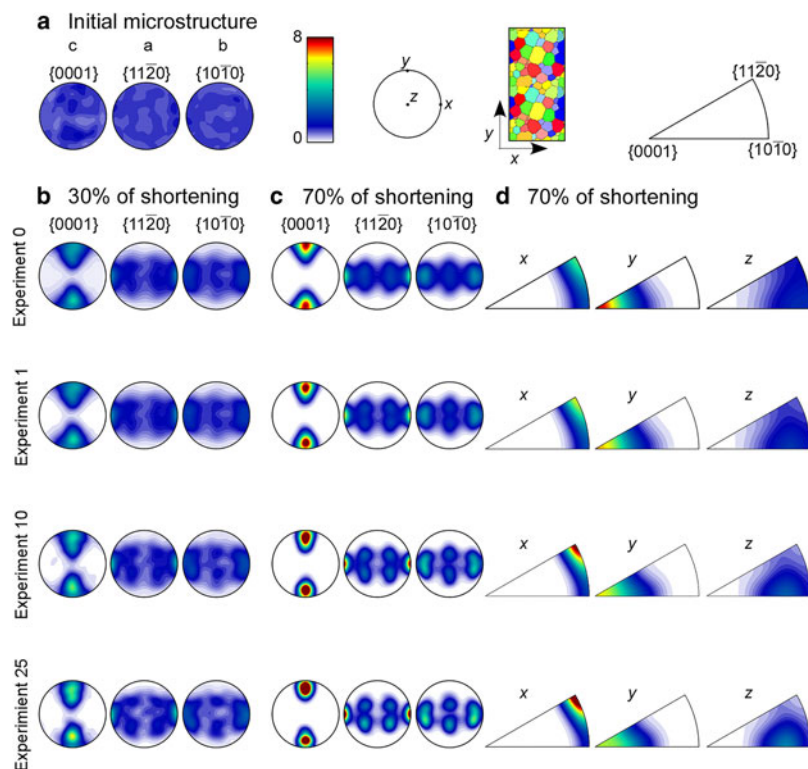 a Initial microstructure
c a b
{0001} {112̅0} {101̅0}
8
0
y
z
x
y
x
{112̅0}
{0001} {101̅0}
b 30% of shortening c 70% of shortening d 70% of shortening
{0001} {112̅0} {101̅0} {0001} {112̅0} {101̅0}
Experiment 0
x y z
Experiment 1
x y z
Experiment 10
x y z
Experimient 25
x y z